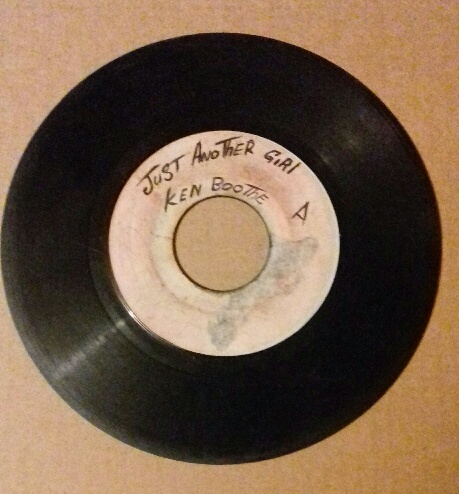 JUST ANOTHER GIRL
KEN BOOTHE
A